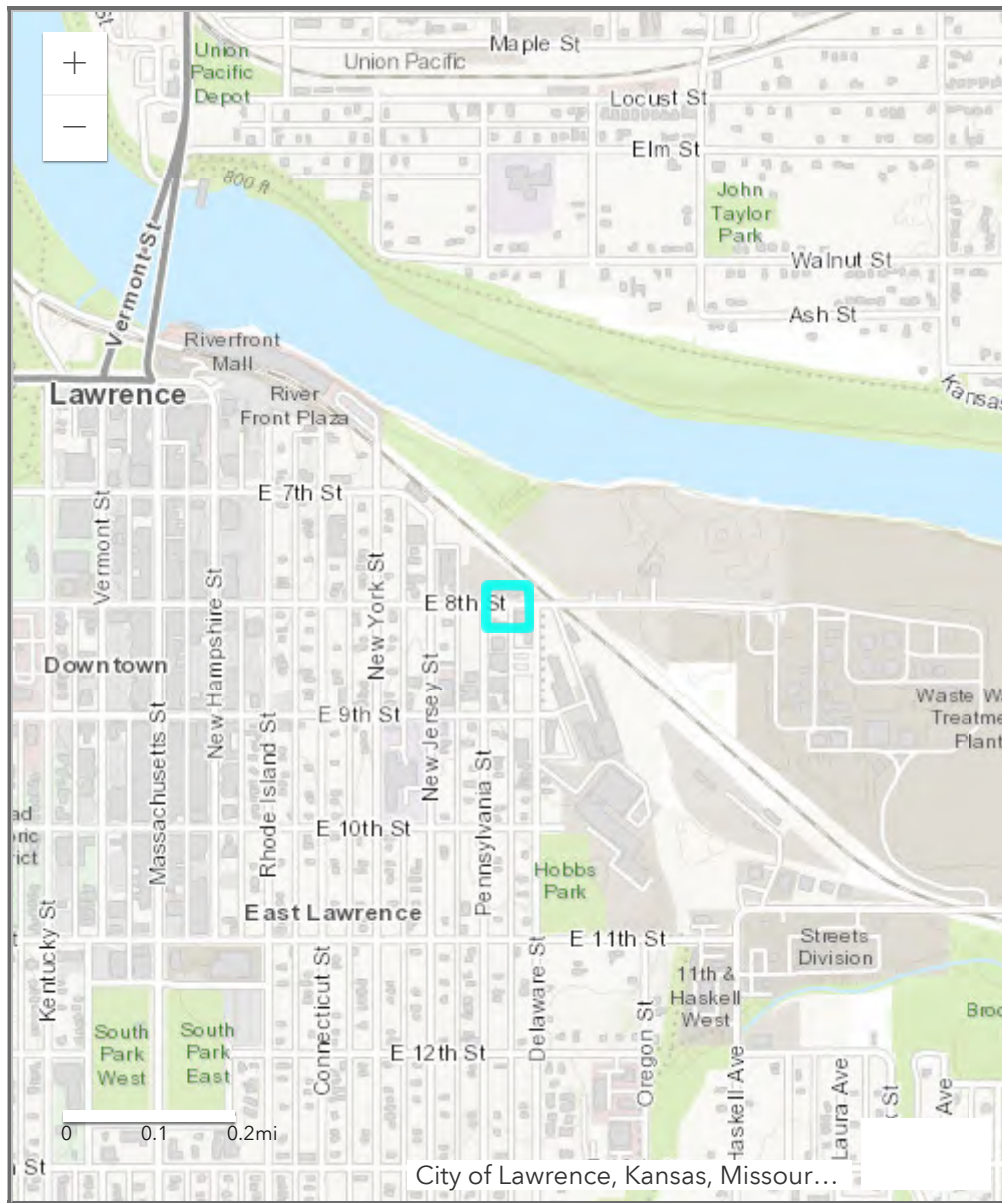 +
−
Maple St
Union
Pacific
Depot
Union Pacific
Locust St
Elm St
800 ft
John
Taylor
Park
Walnut St
Ash St
Vermont St
Riverfront
Mall
Kansas
Lawrence
River
Front Plaza
E 7th St
Vermont St
New York St
E 8th St
New Hampshire St
Downtown
New Jersey St
Waste Wa
Treatme
Plant
Massachusetts St
E 9th St
Rhode Island St
Pennsylvania St
ad
oric
rict
E 10th St
Hobbs
Park
East Lawrence
Kentucky St
E 11th St
Streets
Division
Connecticut St
Delaware St
11th &
Haskell
West
Oregon St
Broo
South
Park
West
South
Park
East
E 12th St
Haskell Ave
Laura Ave
k St
Ave
0 0.1 0.2mi
St
City of Lawrence, Kansas, Missour...